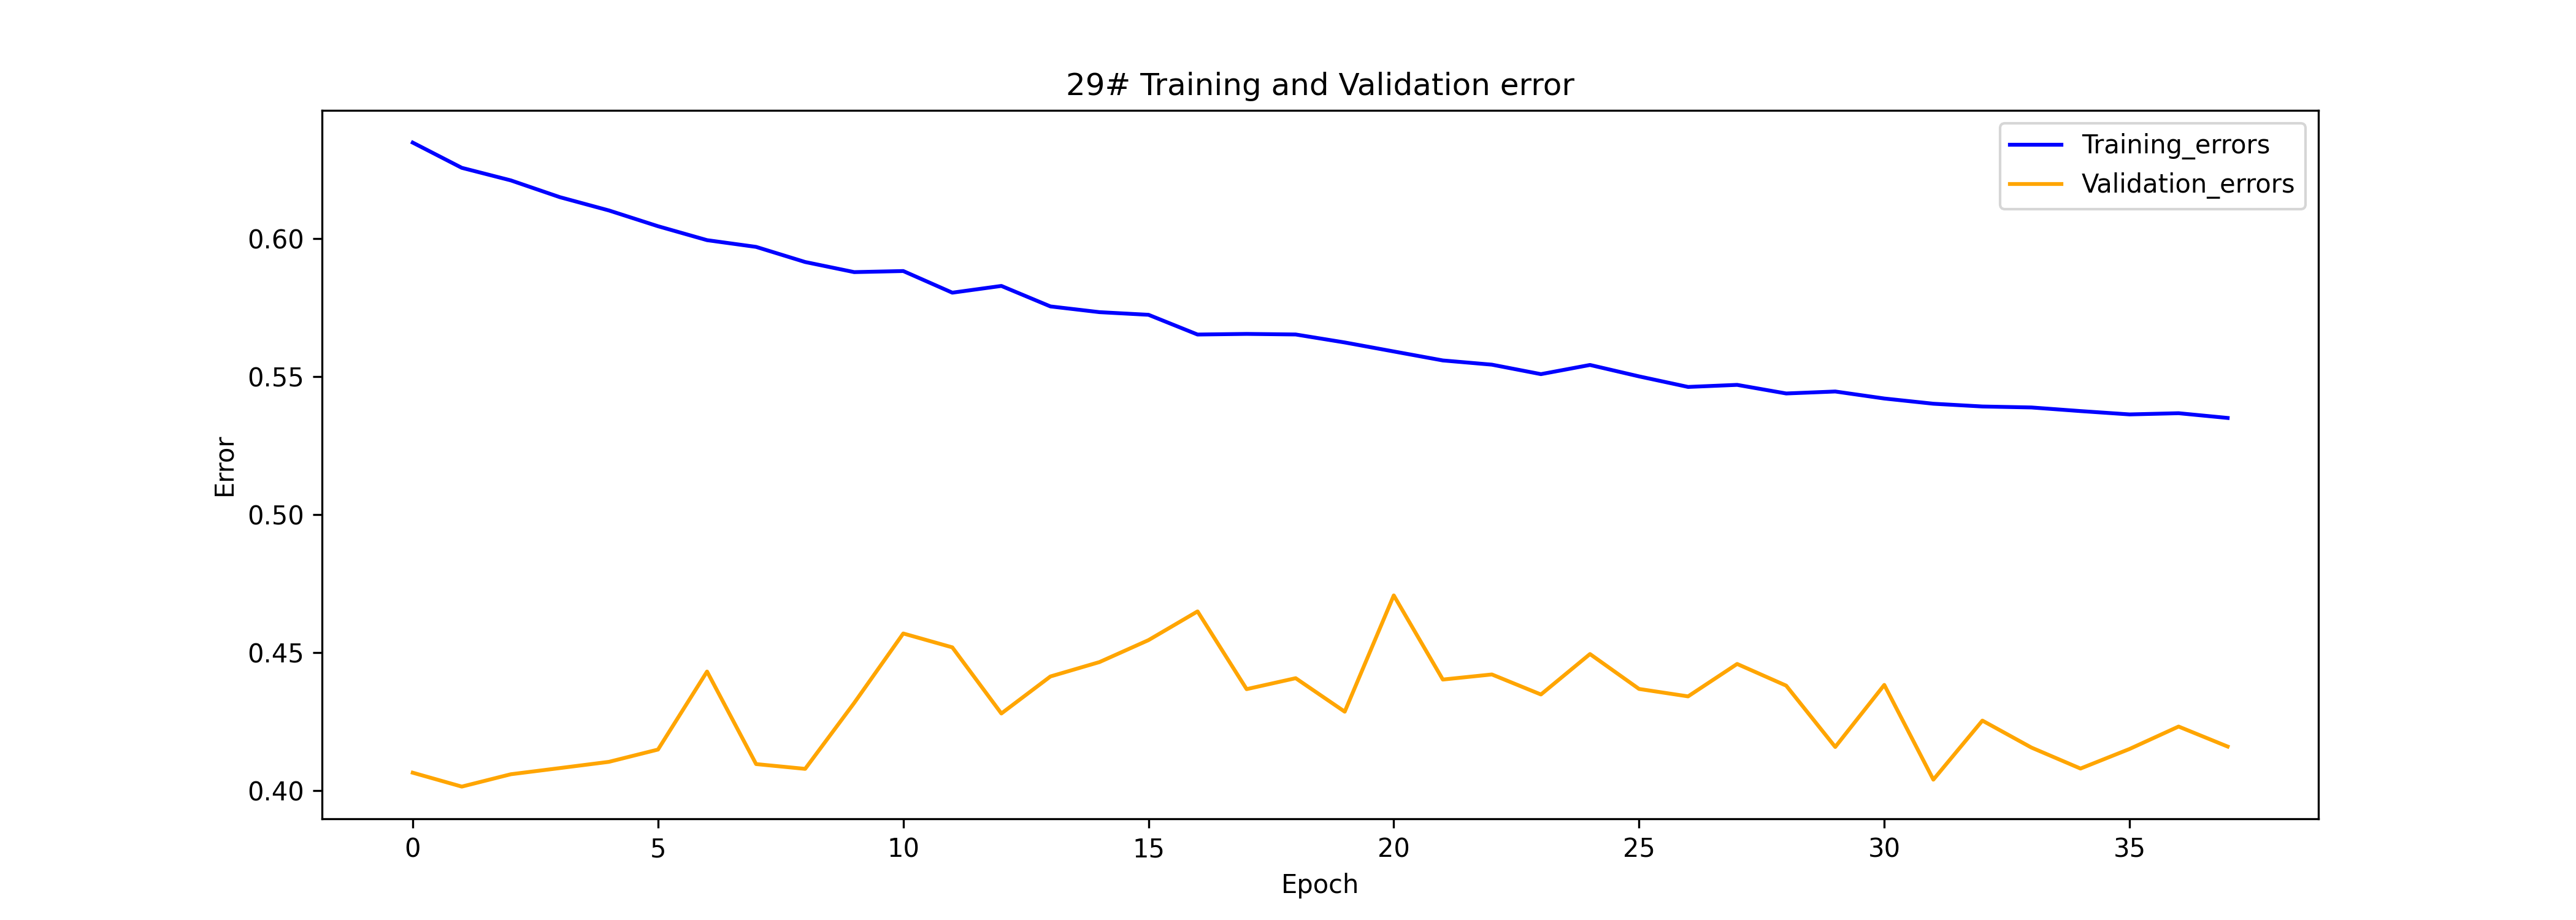 29# Training and Validation error
Training_errors
Validation_errors
0.60
0.55
0.50
0.45
0.40
Error
0 5 10 15 20 25 30 35
Epoch